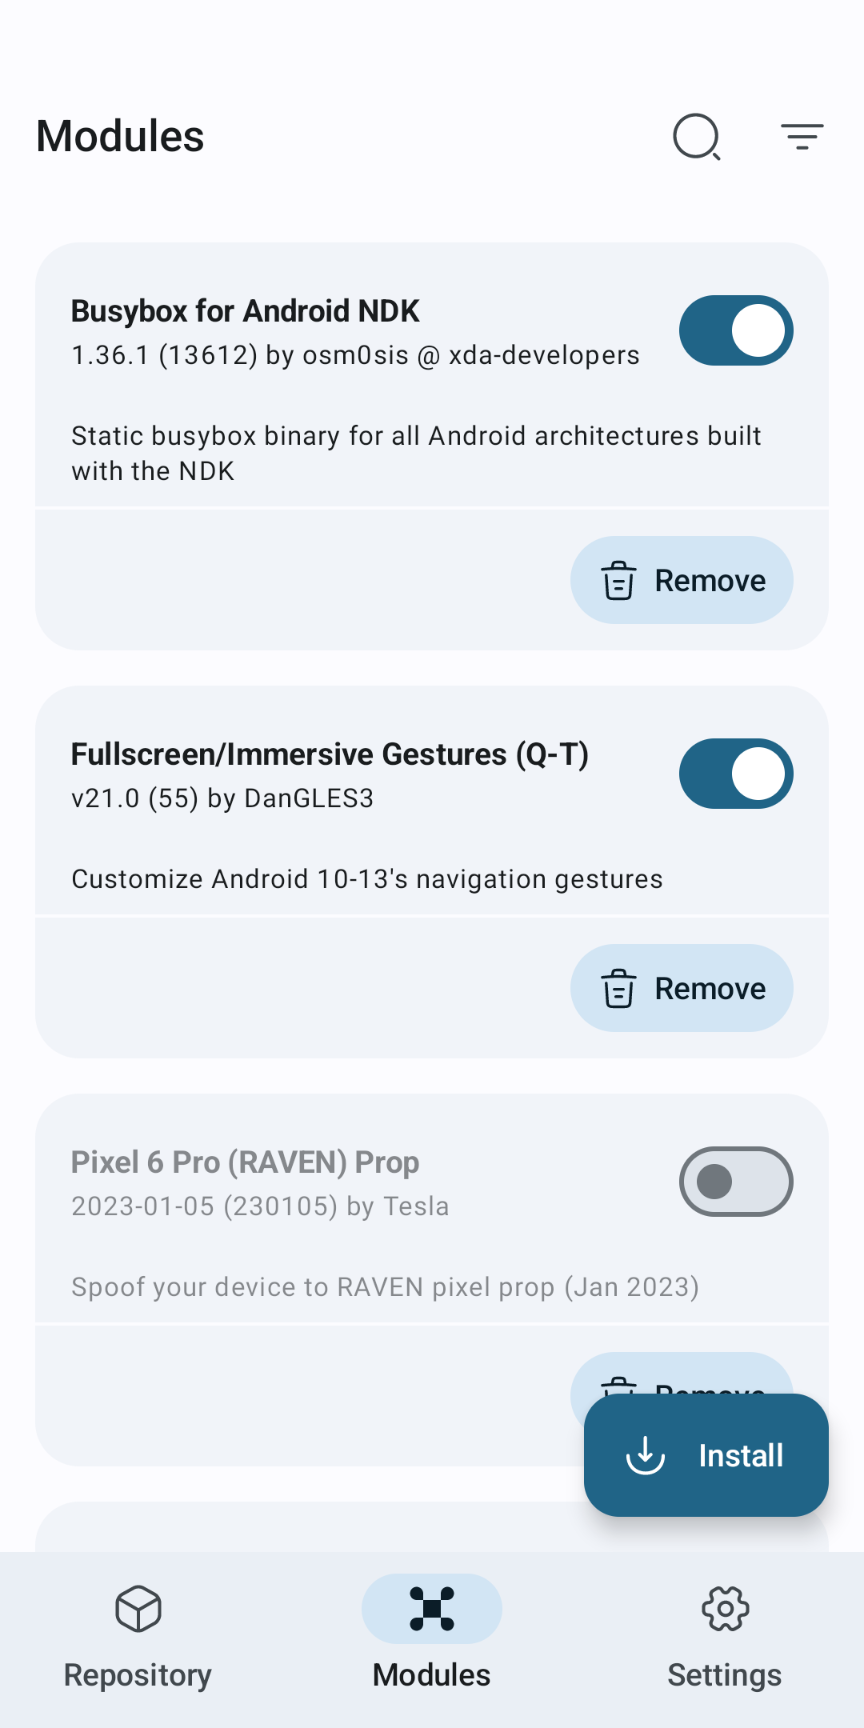 Modules
Busybox for Android NDK
1.36.1 (13612) by osm0sis @ xda-developers
Static busybox binary for all Android architectures built
with the NDK
Remove
Fullscreen/Immersive Gestures (Q-T)
v21.0 (55) by DanGLES3
Customize Android 10-13's navigation gestures
Remove
Pixel 6 Pro (RAVEN) Prop
2023-01-05 (230105) by Tesla
Spoof your device to RAVEN pixel prop (Jan 2023)
Remove
Install
Repository
Modules
Settings